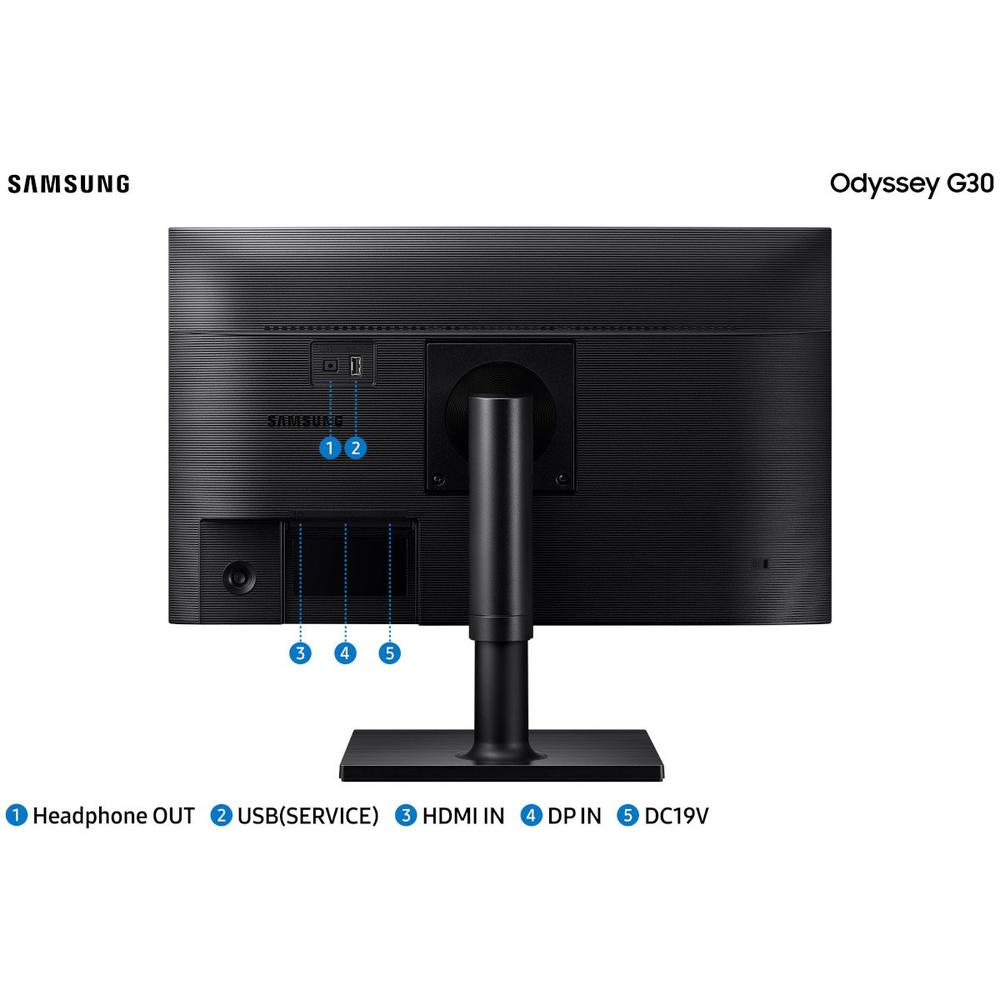 SAMSUNG
Odyssey G30
SAMSUNG
1 2
3 4 5
1 Headphone OUT 2 USB(SERVICE) 3 HDMI IN 4 DP IN 5 DC19V